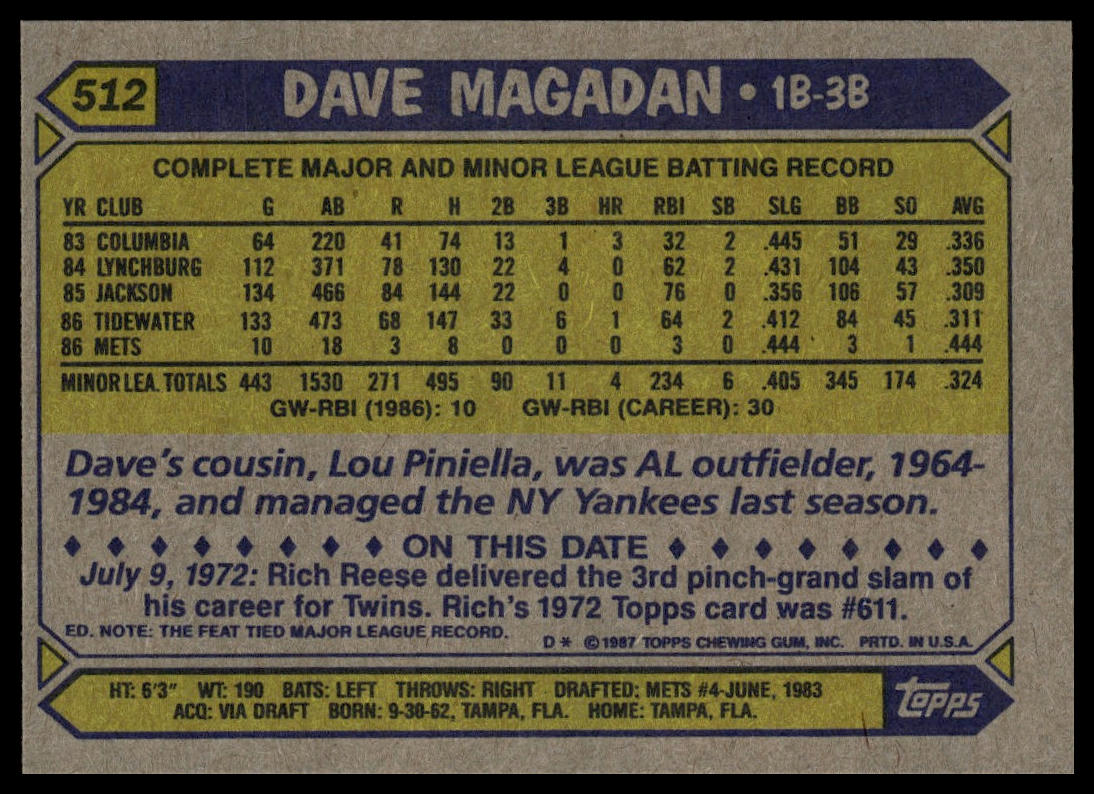 512 DAVE MAGADAN • 1B-3B
COMPLETE MAJOR AND MINOR LEAGUE BATTING RECORD
YR CLUB G AB R H 2B 3B HR RBI SB SLG BB SO AVG
83 COLUMBIA 64 220 41 74 13 1 3 32 2 .445 51 29 .336
84 LYNCHBURG 112 371 78 130 22 4 0 62 2 .431 104 43 .350
85 JACKSON 134 466 84 144 22 0 0 76 0 .356 106 57 .309
86 TIDEWATER 133 473 68 147 33 6 1 64 2 .412 84 45 .311
86 METS 10 18 3 8 0 0 0 3 0 .444 3 1 .444
MINOR LEA. TOTALS 443 1530 271 495 90 11 4 234 6 .405 345 174 .324
GW-RBI (1986): 10 GW-RBI (CAREER): 30
Dave's cousin, Lou Piniella, was AL outfielder, 1964-
1984, and managed the NY Yankees last season.
♦ ♦ ♦ ♦ ♦ ♦ ♦ ♦ ON THIS DATE ♦ ♦ ♦ ♦ ♦ ♦ ♦ ♦
July 9, 1972: Rich Reese delivered the 3rd pinch-grand slam of
his career for Twins. Rich's 1972 Topps card was #611.
ED. NOTE: THE FEAT TIED MAJOR LEAGUE RECORD.
D * ©1987 TOPPS CHEWING GUM, INC. PRTD. IN U.S.A.
HT: 6'3" WT: 190 BATS: LEFT THROWS: RIGHT DRAFTED: METS #4-JUNE, 1983
ACQ: VIA DRAFT BORN: 9-30-62, TAMPA, FLA. HOME: TAMPA, FLA.
topps